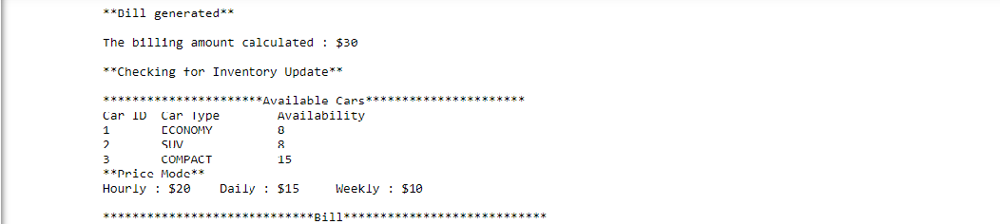 **Bill generated**
The billing amount calculated : $30
**Checking for Inventory Update**
**********************Available Cars**********************
Car ID  Car Type        Availability
1       ECONOMY         8
2       SUV             8
3       COMPACT         15
**Price Mode**
Hourly : $20    Daily : $15     Weekly : $10
*****************************Bill****************************